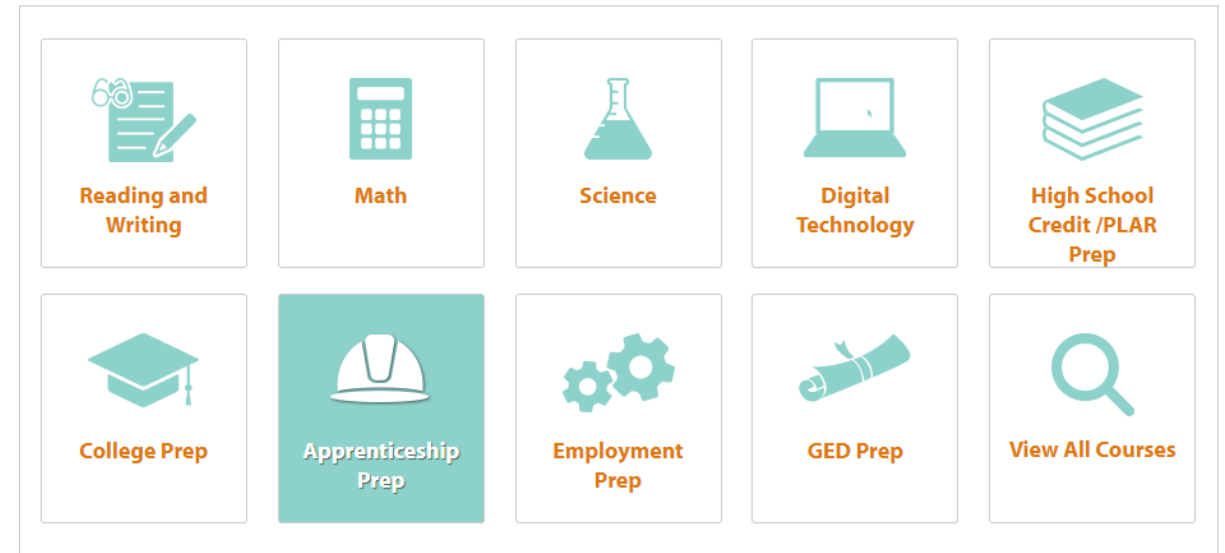 Reading and
Writing
Math
Science
Digital
Technology
High School
Credit /PLAR
Prep
College Prep
Apprenticeship
Prep
Employment
Prep
GED Prep
View All Courses